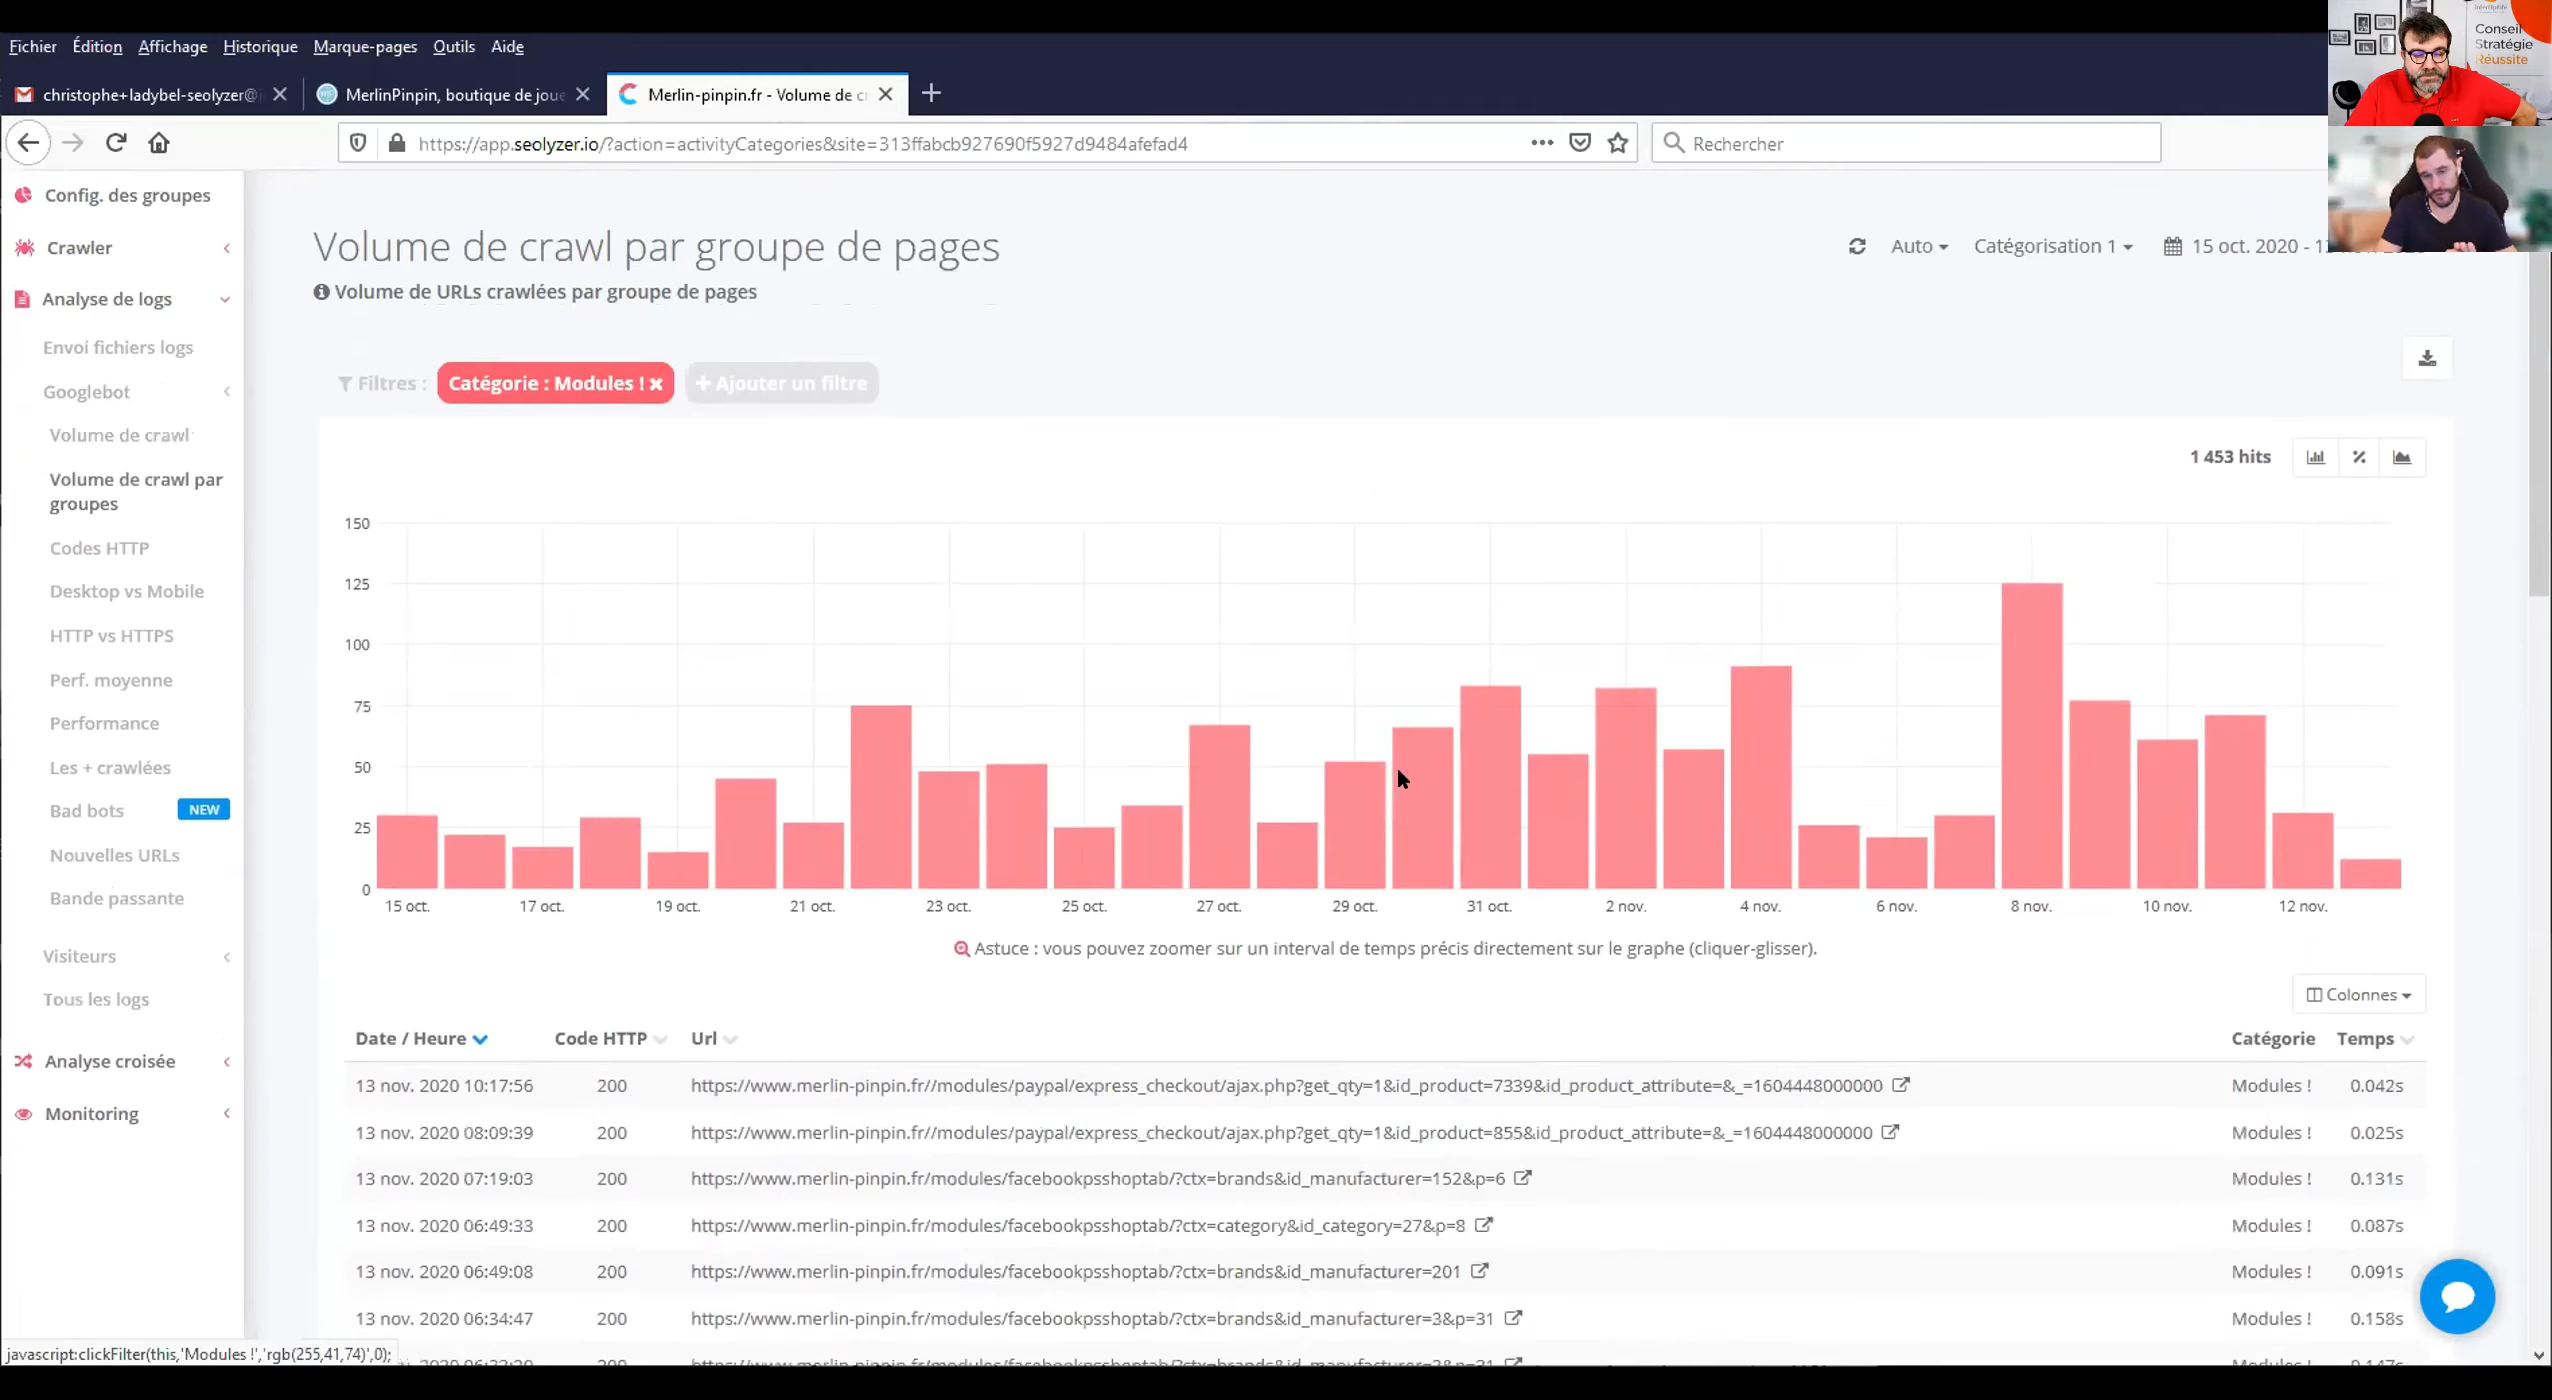 Fichier Édition Affichage Historique Marque-pages Outils Aide
christophe+ladybel-seolyzer@
MerlinPinpin, boutique de joue
Merlin-pinpin.fr - Volume de cr
https://app.seolyzer.io/?action=activityCategories&site=313ffabcb927690f5927d9484afefad4
Rechercher
Conseil
Stratégie
Réussite
Config. des groupes
Crawler
Analyse de logs
Envoi fichiers logs
Googlebot
Volume de crawl
Volume de crawl par
groupes
Codes HTTP
Desktop vs Mobile
HTTP vs HTTPS
Perf. moyenne
Performance
Les + crawlées
Bad bots NEW
Nouvelles URLs
Bande passante
Visiteurs
Tous les logs
Analyse croisée
Monitoring
Volume de crawl par groupe de pages
Auto Catégorisation 1 15 oct. 2020 - 1
Volume de URLs crawlées par groupe de pages
Filtres : Catégorie : Modules ! × + Ajouter un filtre
1 453 hits
150
125
100
75
50
25
0
15 oct. 17 oct. 19 oct. 21 oct. 23 oct. 25 oct. 27 oct. 29 oct. 31 oct. 2 nov. 4 nov. 6 nov. 8 nov. 10 nov. 12 nov.
Astuce : vous pouvez zoomer sur un interval de temps précis directement sur le graphe (cliquer-glisser).
Colonnes
Date / Heure Code HTTP Url Catégorie Temps
13 nov. 2020 10:17:56 200 https://www.merlin-pinpin.fr//modules/paypal/express_checkout/ajax.php?get_qty=1&id_product=7339&id_product_attribute=&_=1604448000000 Modules ! 0.042s
13 nov. 2020 08:09:39 200 https://www.merlin-pinpin.fr//modules/paypal/express_checkout/ajax.php?get_qty=1&id_product=855&id_product_attribute=&_=1604448000000 Modules ! 0.025s
13 nov. 2020 07:19:03 200 https://www.merlin-pinpin.fr/modules/facebookpsshoptab/?ctx=brands&id_manufacturer=152&p=6 Modules ! 0.131s
13 nov. 2020 06:49:33 200 https://www.merlin-pinpin.fr/modules/facebookpsshoptab/?ctx=category&id_category=27&p=8 Modules ! 0.087s
13 nov. 2020 06:49:08 200 https://www.merlin-pinpin.fr/modules/facebookpsshoptab/?ctx=brands&id_manufacturer=201 Modules ! 0.091s
13 nov. 2020 06:34:47 200 https://www.merlin-pinpin.fr/modules/facebookpsshoptab/?ctx=brands&id_manufacturer=3&p=31 Modules ! 0.158s
javascript:clickFilter(this,'Modules !','rgb(255,41,74)',0);